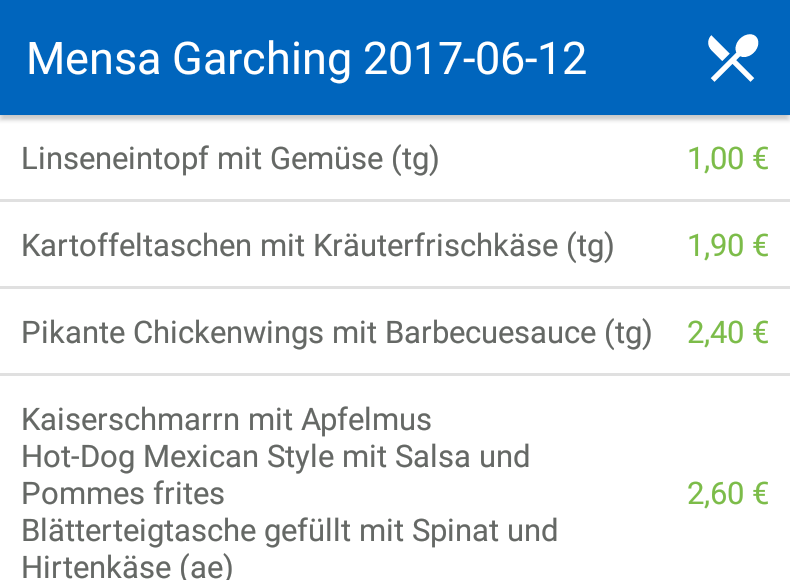 Mensa Garching 2017-06-12
Linseneintopf mit Gemüse (tg) 1,00 €
Kartoffeltaschen mit Kräuterfrischkäse (tg) 1,90 €
Pikante Chickenwings mit Barbecuesauce (tg) 2,40 €
Kaiserschmarrn mit Apfelmus
Hot-Dog Mexican Style mit Salsa und
Pommes frites 2,60 €
Blätterteigtasche gefüllt mit Spinat und
Hirtenkäse (ae)